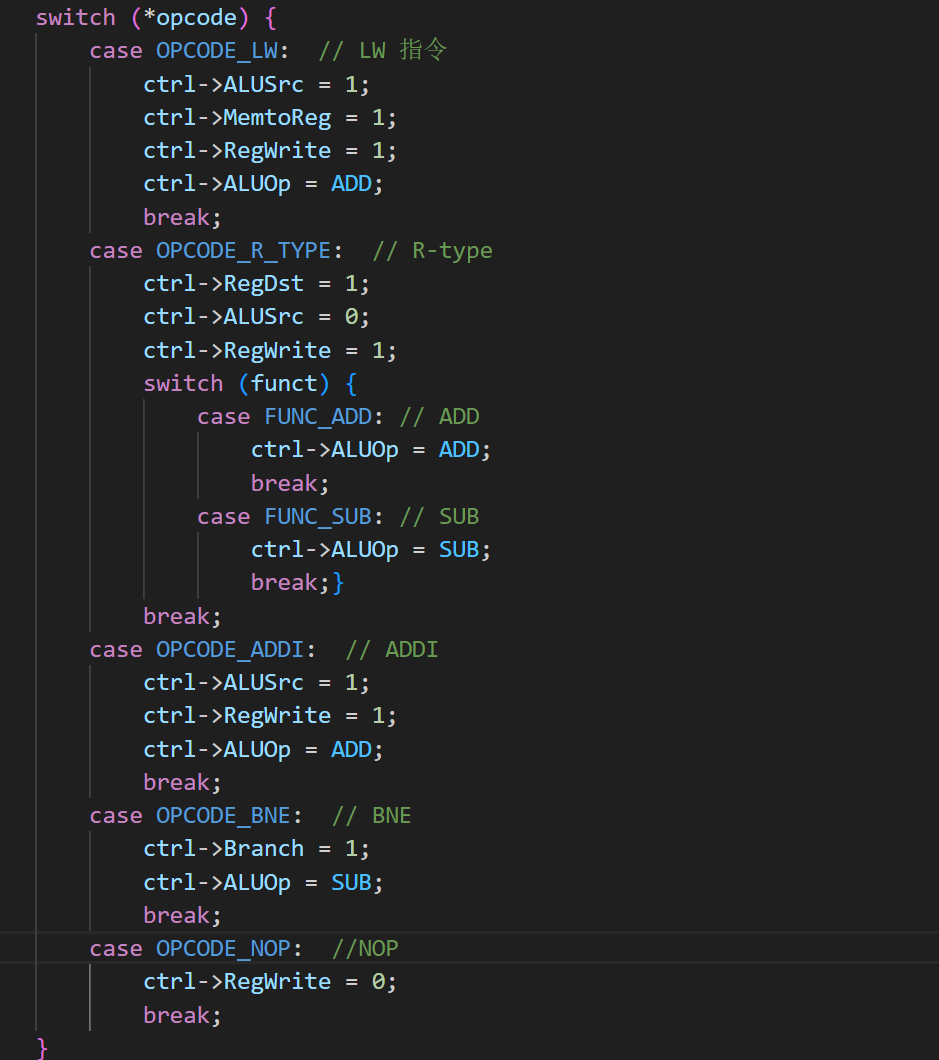 switch (*opcode) {
    case OPCODE_LW:  // LW 指令
        ctrl->ALUSrc = 1;
        ctrl->MemtoReg = 1;
        ctrl->RegWrite = 1;
        ctrl->ALUOp = ADD;
        break;
    case OPCODE_R_TYPE:  // R-type
        ctrl->RegDst = 1;
        ctrl->ALUSrc = 0;
        ctrl->RegWrite = 1;
        switch (funct) {
            case FUNC_ADD: // ADD
                ctrl->ALUOp = ADD;
                break;
            case FUNC_SUB: // SUB
                ctrl->ALUOp = SUB;
                break;}
        break;
    case OPCODE_ADDI:  // ADDI
        ctrl->ALUSrc = 1;
        ctrl->RegWrite = 1;
        ctrl->ALUOp = ADD;
        break;
    case OPCODE_BNE:  // BNE
        ctrl->Branch = 1;
        ctrl->ALUOp = SUB;
        break;
    case OPCODE_NOP:  //NOP
        ctrl->RegWrite = 0;
        break;
}